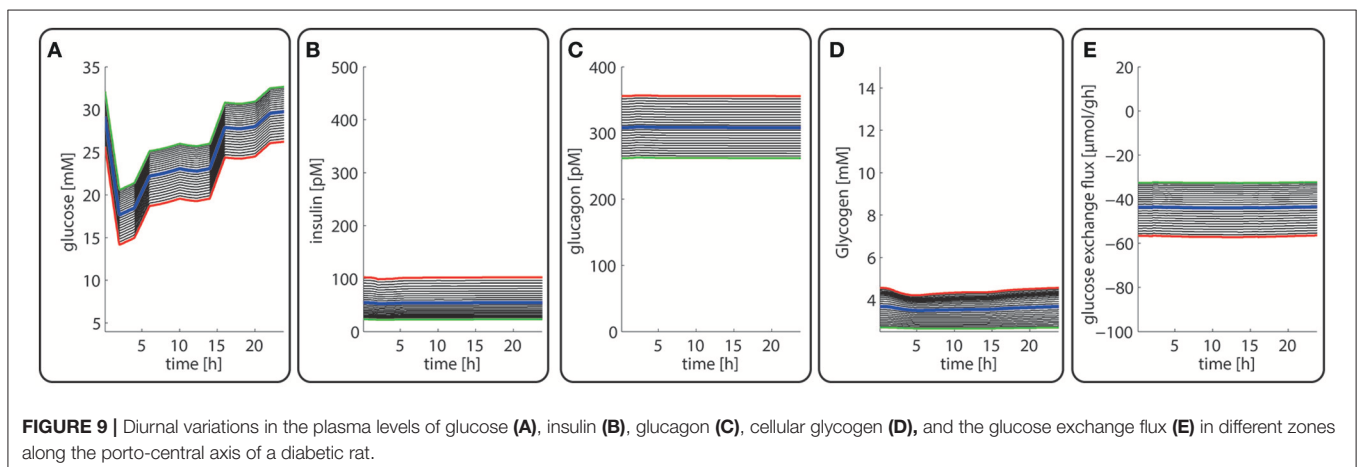 A
glucose [mM]
35
30
25
20
15
10
5
5 10 15 20
time [h]
B
insulin [pM]
500
400
300
200
100
0
5 10 15 20
time [h]
C
glucagon [pM]
400
300
200
100
0
5 10 15 20
time [h]
D
Glycogen [mM]
14
12
10
8
6
4
5 10 15 20
time [h]
E
glucose exchange flux [μmol/gh]
20
0
−20
−40
−60
−80
−100
5 10 15 20
time [h]
FIGURE 9 | Diurnal variations in the plasma levels of glucose (A), insulin (B), glucagon (C), cellular glycogen (D), and the glucose exchange flux (E) in different zones
along the porto-central axis of a diabetic rat.